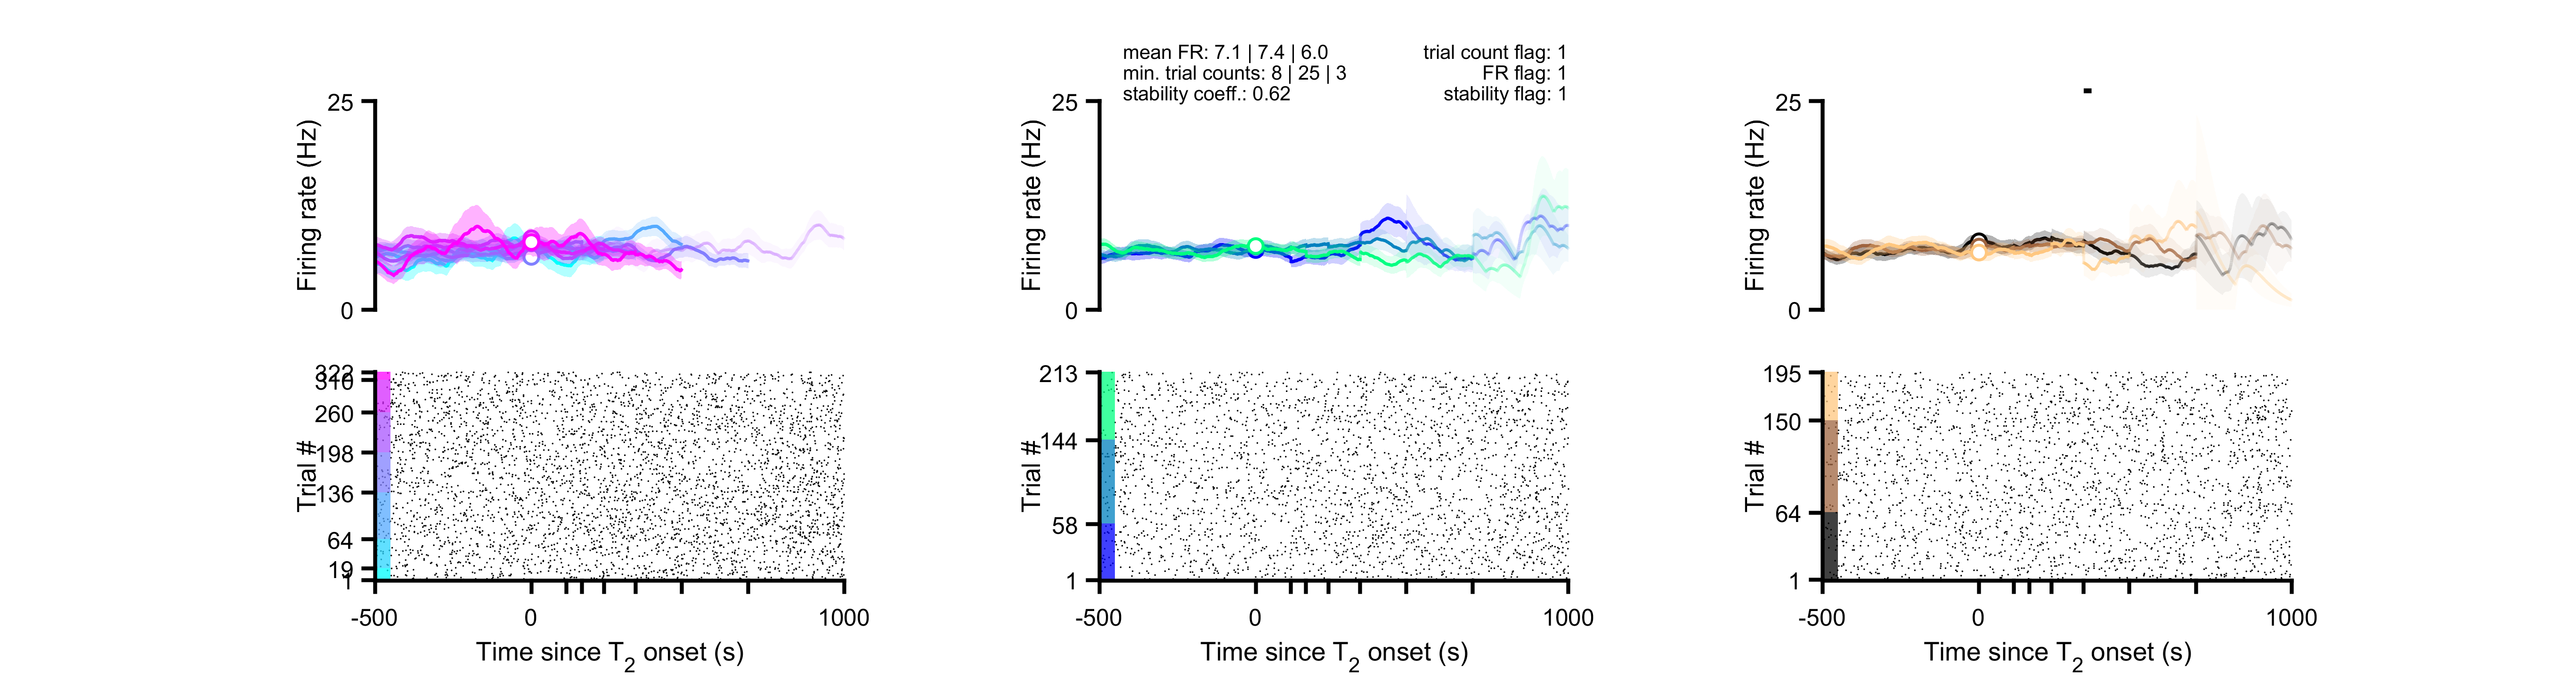 mean FR: 7.1 | 7.4 | 6.0
min. trial counts: 8 | 25 | 3
stability coeff.: 0.62
trial count flag: 1
FR flag: 1
stability flag: 1
25
0
Firing rate (Hz)
25
0
Firing rate (Hz)
25
0
Firing rate (Hz)
322
260
198
136
64
19
1
Trial #
-500
0
1000
Time since T2 onset (s)
213
144
58
1
Trial #
-500
0
1000
Time since T2 onset (s)
195
150
64
1
Trial #
-500
0
1000
Time since T2 onset (s)